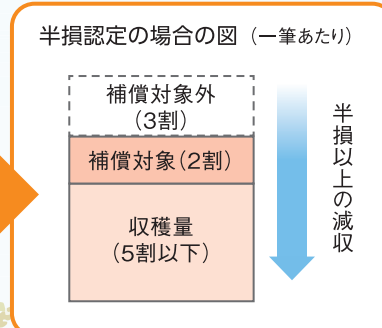 半損認定の場合の図（一筆あたり）
補償対象外
（3割）
補償対象（2割）
収穫量
（5割以下）
半損以上の減収